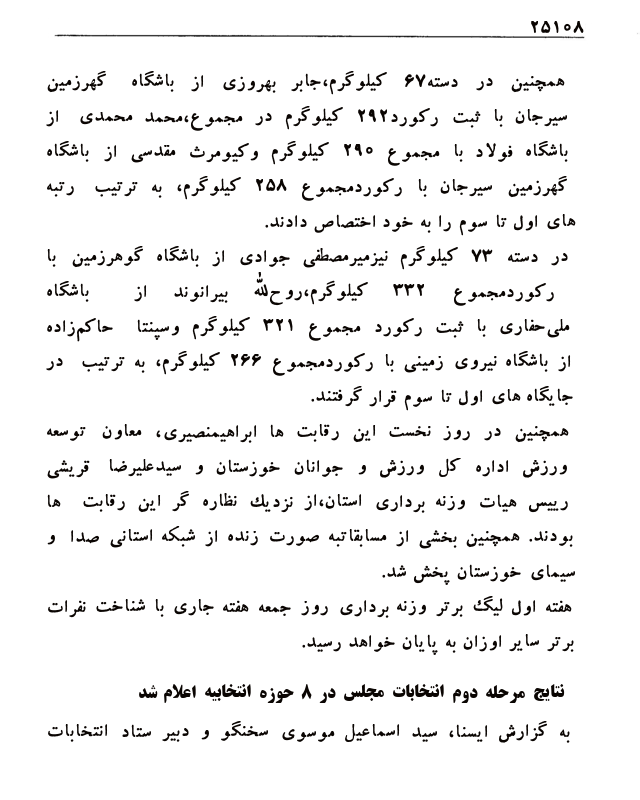 ۲۵۱۰۸
همچنین در دسته۶۷ کیلوگرم،جابر بهروزی از باشگاه گهرزمین
سیرجان با ثبت رکورد۲۹۲ کیلوگرم در مجموع،محمد محمدی از
باشگاه فولاد با مجموع ۲۹۰ کیلوگرم وکیومرث مقدسی از باشگاه
گهرزمین سیرجان با رکوردمجموع ۲۵۸ کیلوگرم، به ترتیب رتبه
های اول تا سوم را به خود اختصاص دادند.
در دسته ۷۳ کیلوگرم نیزمیرمصطفی جوادی از باشگاه گوهرزمین با
رکوردمجموع ۳۳۲ کیلوگرم،روح‌الله بیرانوند از باشگاه
ملی‌حفاری با ثبت رکورد مجموع ۳۲۱ کیلوگرم وسپنتا حاکم‌زاده
از باشگاه نیروی زمینی با رکوردمجموع ۲۶۶ کیلوگرم، به ترتیب در
جایگاه های اول تا سوم قرار گرفتند.
همچنین در روز نخست این رقابت ها ابراهیمنصیری، معاون توسعه
ورزش اداره کل ورزش و جوانان خوزستان و سیدعلیرضا قریشی
رییس هیات وزنه برداری استان،از نزدیك نظاره گر این رقابت ها
بودند. همچنین بخشی از مسابقاتبه صورت زنده از شبکه استانی صدا و
سیمای خوزستان پخش شد.
هفته اول لیگ برتر وزنه برداری روز جمعه هفته جاری با شناخت نفرات
برتر سایر اوزان به پایان خواهد رسید.
نتایج مرحله دوم انتخابات مجلس در ۸ حوزه انتخابیه اعلام شد
به گزارش ایسنا، سید اسماعیل موسوی سخنگو و دبیر ستاد انتخابات